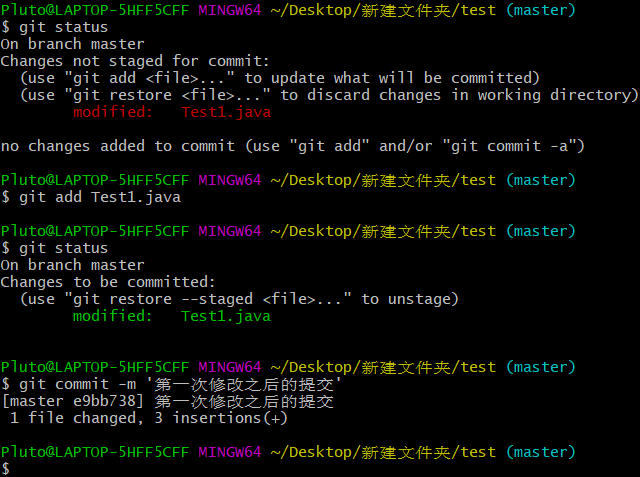 Pluto@LAPTOP-5HFF5CFF MINGW64 ~/Desktop/新建文件夹/test (master)
$ git status
On branch master
Changes not staged for commit:
  (use "git add <file>..." to update what will be committed)
  (use "git restore <file>..." to discard changes in working directory)
        modified:   Test1.java

no changes added to commit (use "git add" and/or "git commit -a")

Pluto@LAPTOP-5HFF5CFF MINGW64 ~/Desktop/新建文件夹/test (master)
$ git add Test1.java

Pluto@LAPTOP-5HFF5CFF MINGW64 ~/Desktop/新建文件夹/test (master)
$ git status
On branch master
Changes to be committed:
  (use "git restore --staged <file>..." to unstage)
        modified:   Test1.java


Pluto@LAPTOP-5HFF5CFF MINGW64 ~/Desktop/新建文件夹/test (master)
$ git commit -m '第一次修改之后的提交'
[master e9bb738] 第一次修改之后的提交
 1 file changed, 3 insertions(+)

Pluto@LAPTOP-5HFF5CFF MINGW64 ~/Desktop/新建文件夹/test (master)
$